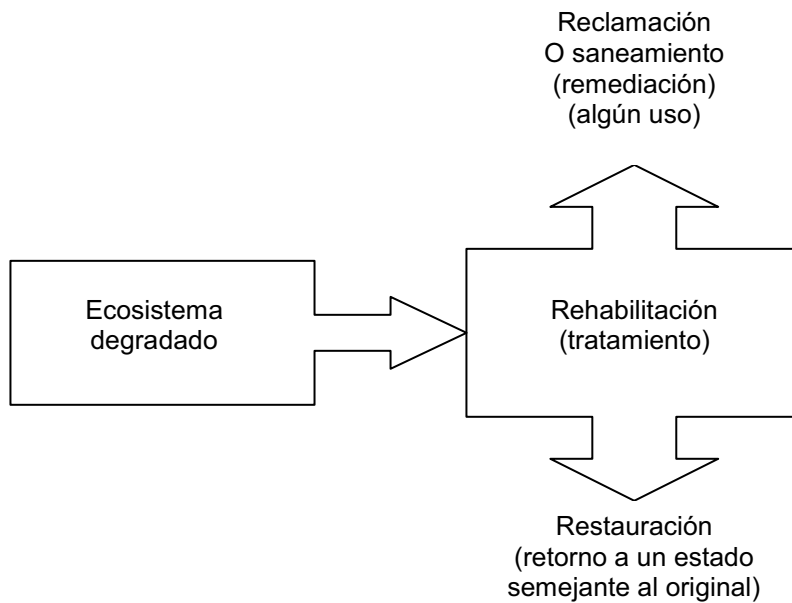 Reclamación
O saneamiento
(remediación)
(algún uso)
Ecosistema
degradado
Rehabilitación
(tratamiento)
Restauración
(retorno a un estado
semejante al original)